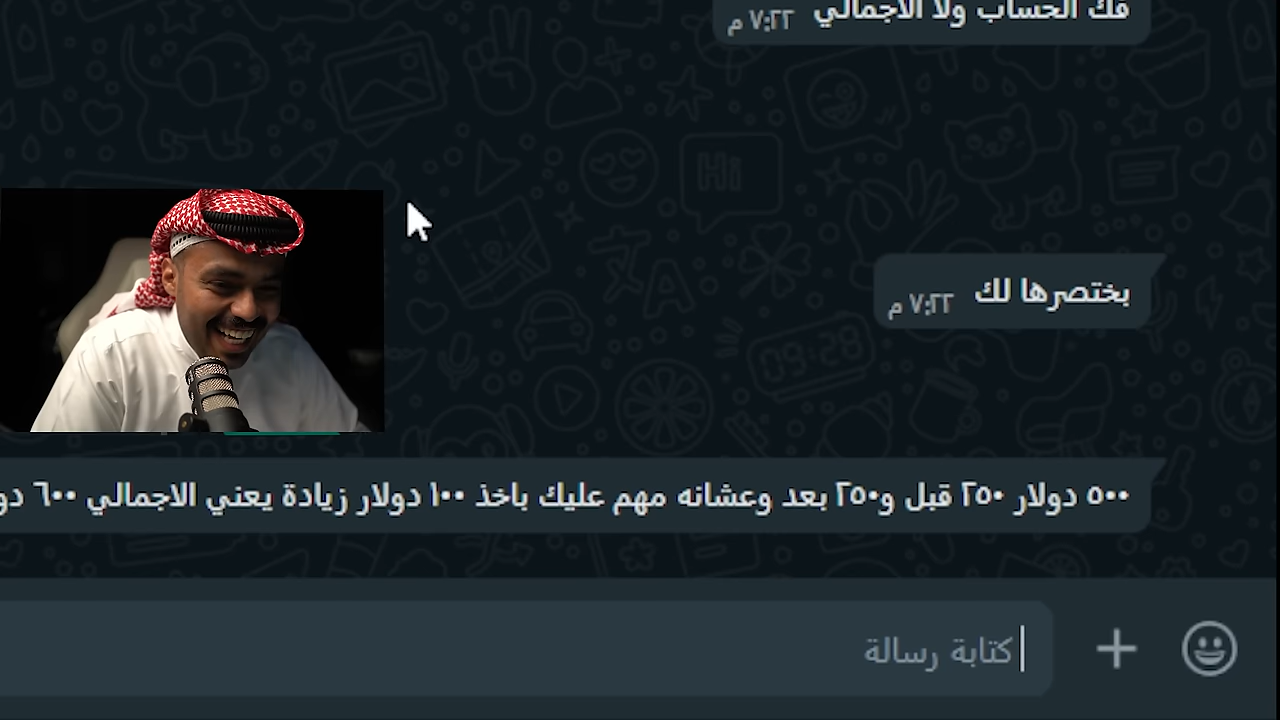 فك الحساب ولا الاجمالي ٧:٢٢ م
بختصرها لك ٧:٢٢ م
٥٠٠ دولار ٢٥٠ قبل و٢٥٠ بعد وعشانه مهم عليك باخذ ١٠٠ دولار زيادة يعني الاجمالي ٦٠٠
كتابة رسالة